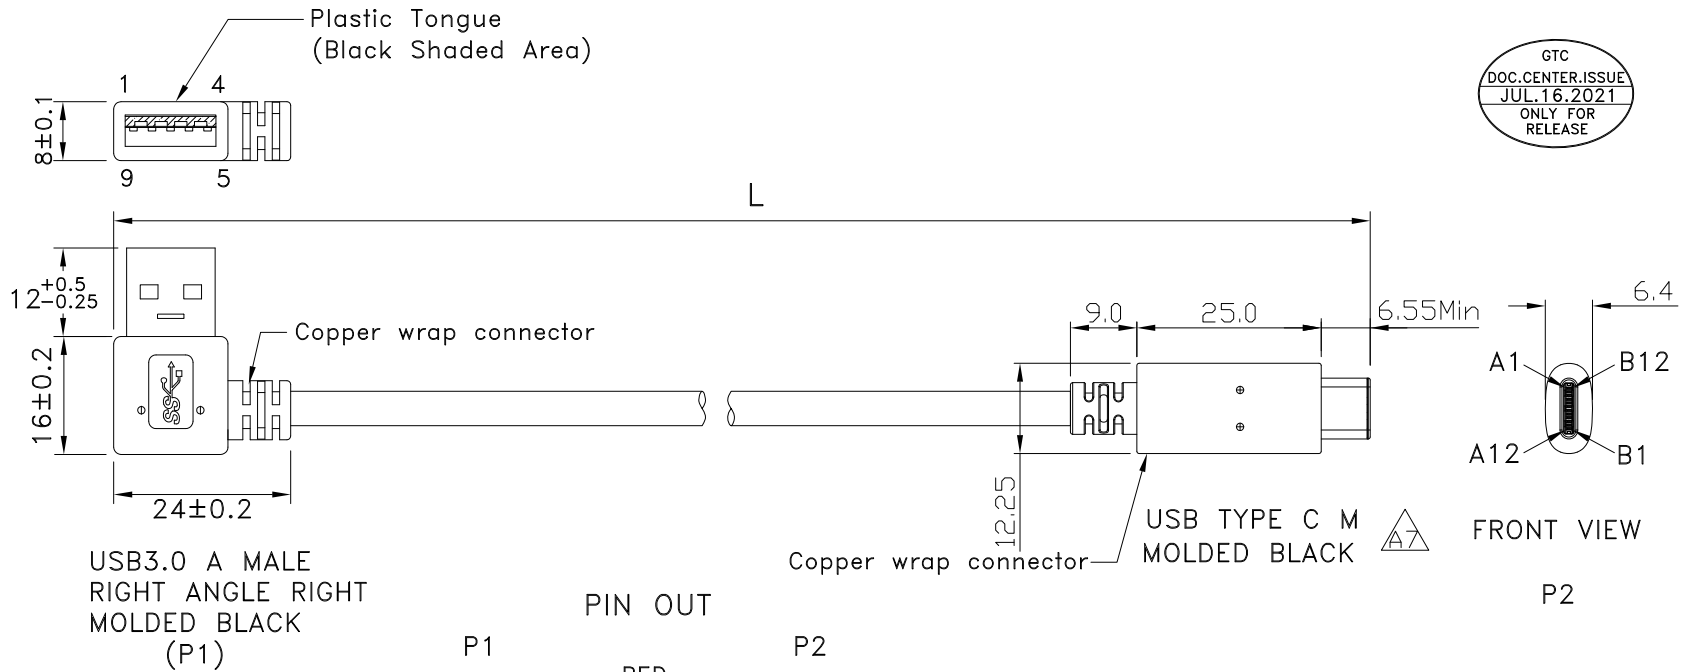 Plastic Tongue
(Black Shaded Area)
1 4
8±0.1
9 5
GTC
DOC.CENTER.ISSUE
JUL.16.2021
ONLY FOR
RELEASE
L
12+0.5
-0.25
Copper wrap connector
16±0.2
SS
24±0.2
9.0 25.0 6.55Min
6.4
A1 B12
A12 B1
12.25
USB TYPE C M
MOLDED BLACK
A7
FRONT VIEW
Copper wrap connector
P2
USB3.0 A MALE
RIGHT ANGLE RIGHT
MOLDED BLACK
(P1)
PIN OUT
P1 P2
RED